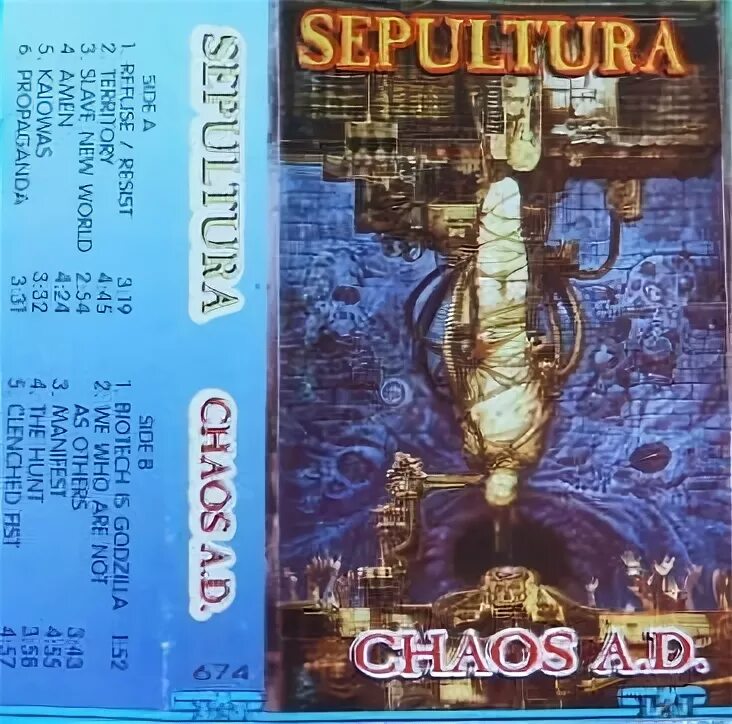 SEPULTURA
CHAOS A.D.
SEPULTURA
CHAOS A.D.
674
SIDE A
1. REFUSE / RESIST 3:19
2. TERRITORY 4:45
3. SLAVE NEW WORLD 2:54
4. AMEN 4:24
5. KAIOWAS 3:32
6. PROPAGANDA 3:31
SIDE B
1. BIOTECH IS GODZILLA 1:52
2. WE WHO ARE NOT
AS OTHERS 3:43
3. MANIFEST 4:55
4. THE HUNT 3:56
5. CLENCHED FIST 4:57